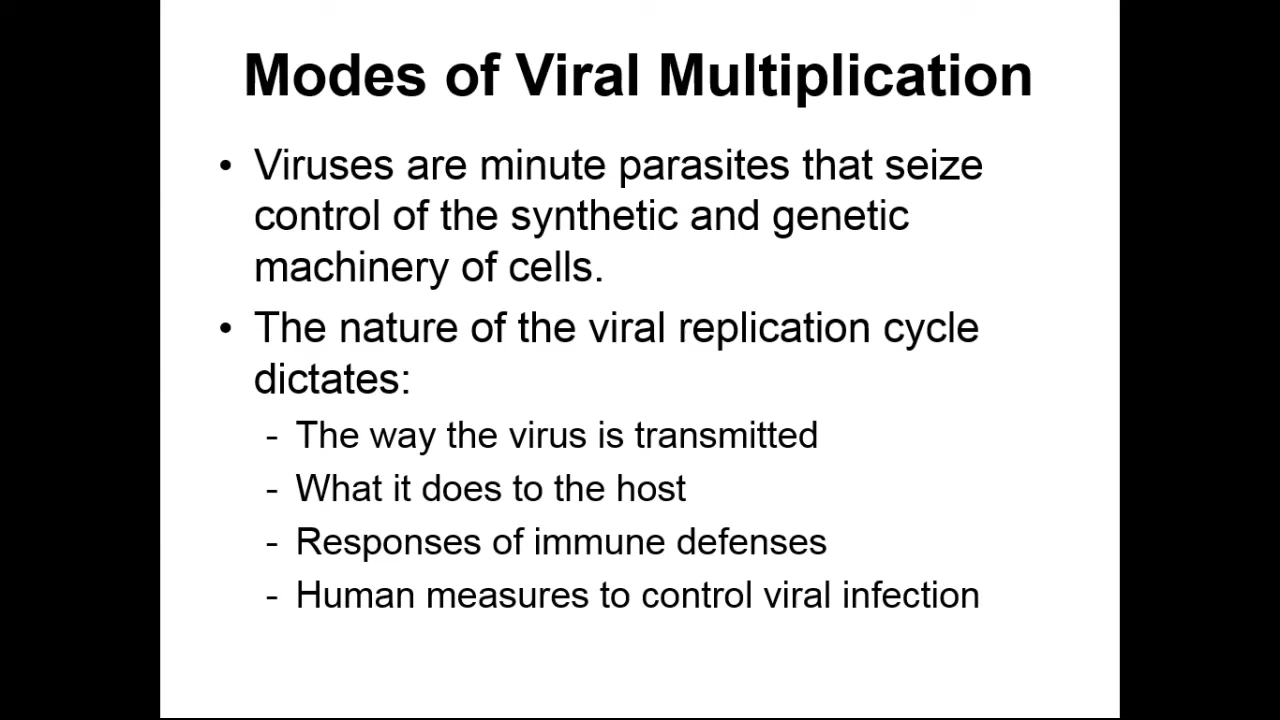 Modes of Viral Multiplication
• Viruses are minute parasites that seize
control of the synthetic and genetic
machinery of cells.
• The nature of the viral replication cycle
dictates:
- The way the virus is transmitted
- What it does to the host
- Responses of immune defenses
- Human measures to control viral infection